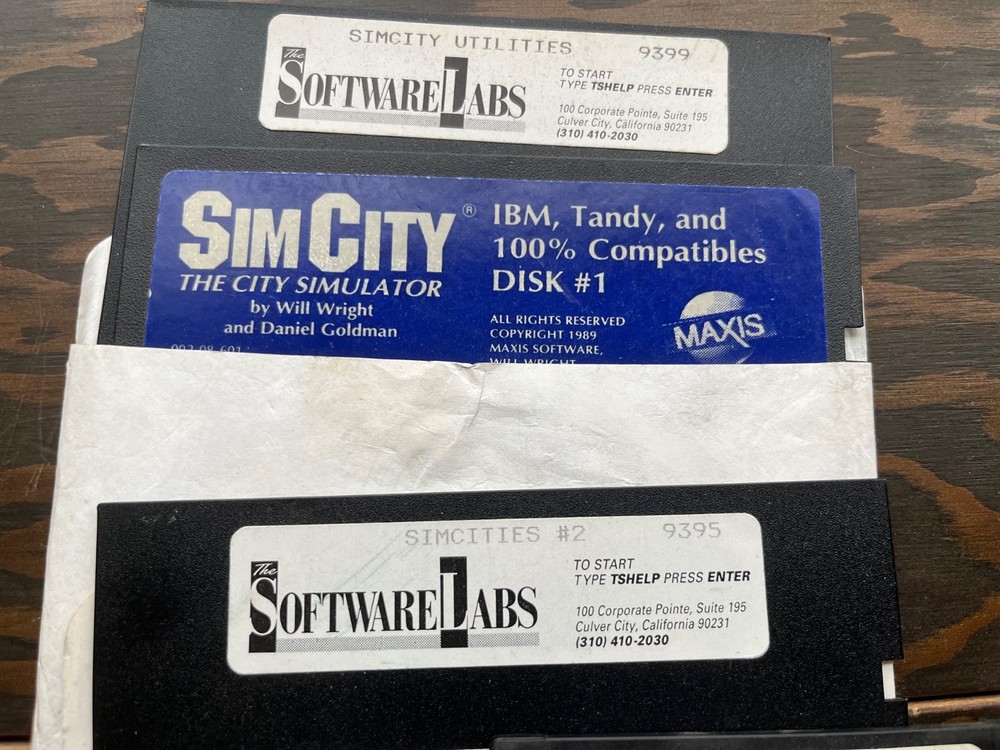 SIMCITY UTILITIES 9399
The
SOFTWARE LABS
TO START
TYPE TSHELP PRESS ENTER
100 Corporate Pointe, Suite 195
Culver City, California 90231
(310) 410-2030
SIMCITY®
THE CITY SIMULATOR
by Will Wright
and Daniel Goldman
IBM, Tandy, and
100% Compatibles
DISK #1
ALL RIGHTS RESERVED
COPYRIGHT 1989
MAXIS SOFTWARE,
WILL WRIGHT
MAXIS
SIMCITIES #2 9395
The
SOFTWARE LABS
TO START
TYPE TSHELP PRESS ENTER
100 Corporate Pointe, Suite 195
Culver City, California 90231
(310) 410-2030